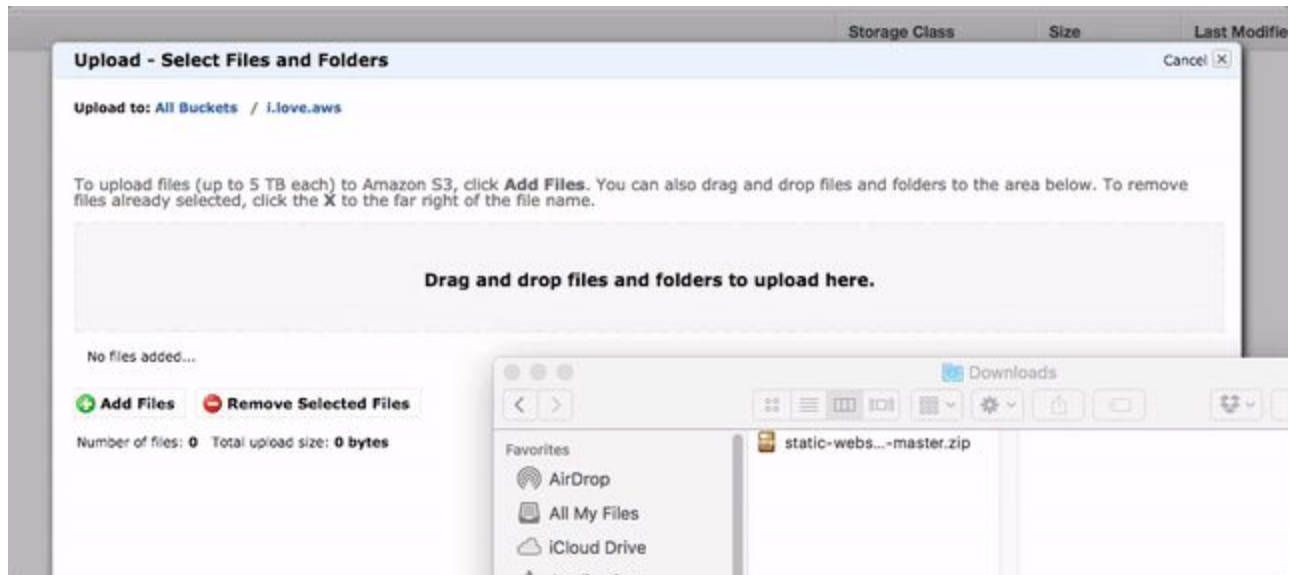 Storage Class Size Last Modifie
Upload - Select Files and Folders Cancel X
Upload to: All Buckets / i.love.aws
To upload files (up to 5 TB each) to Amazon S3, click Add Files. You can also drag and drop files and folders to the area below. To remove
files already selected, click the X to the far right of the file name.
Drag and drop files and folders to upload here.
No files added...
Downloads
Add Files Remove Selected Files
Number of files: 0 Total upload size: 0 bytes
Favorites
static-webs...-master.zip
AirDrop
All My Files
iCloud Drive